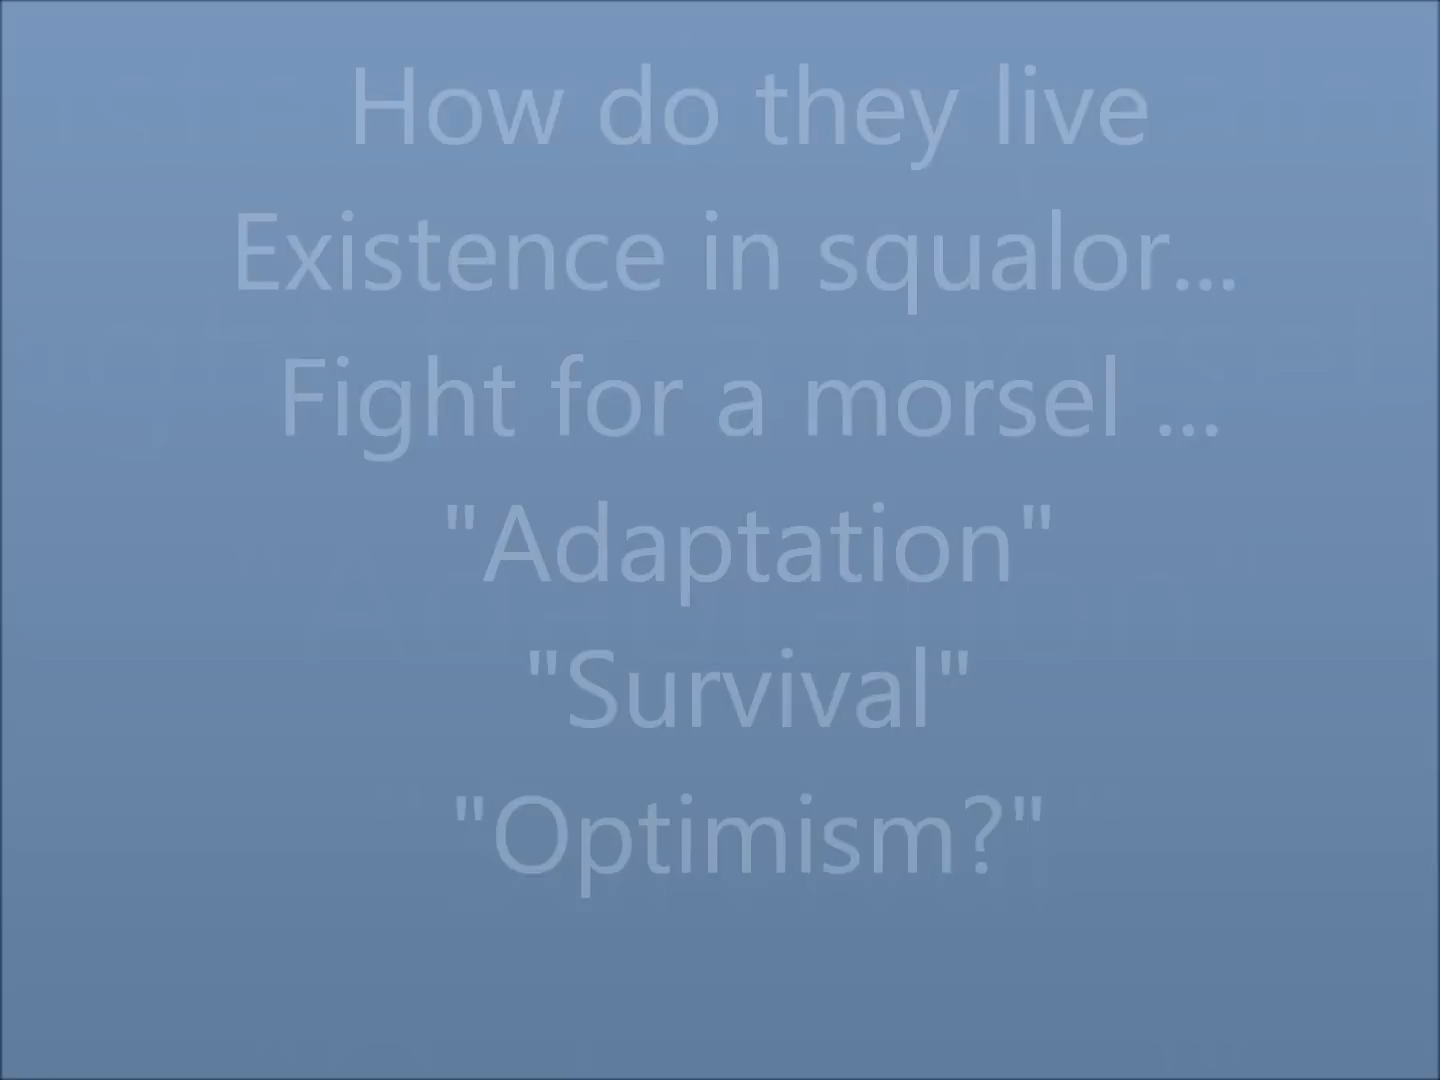 How do they live
Existence in squalor...
Fight for a morsel ...
"Adaptation"
"Survival"
"Optimism?"